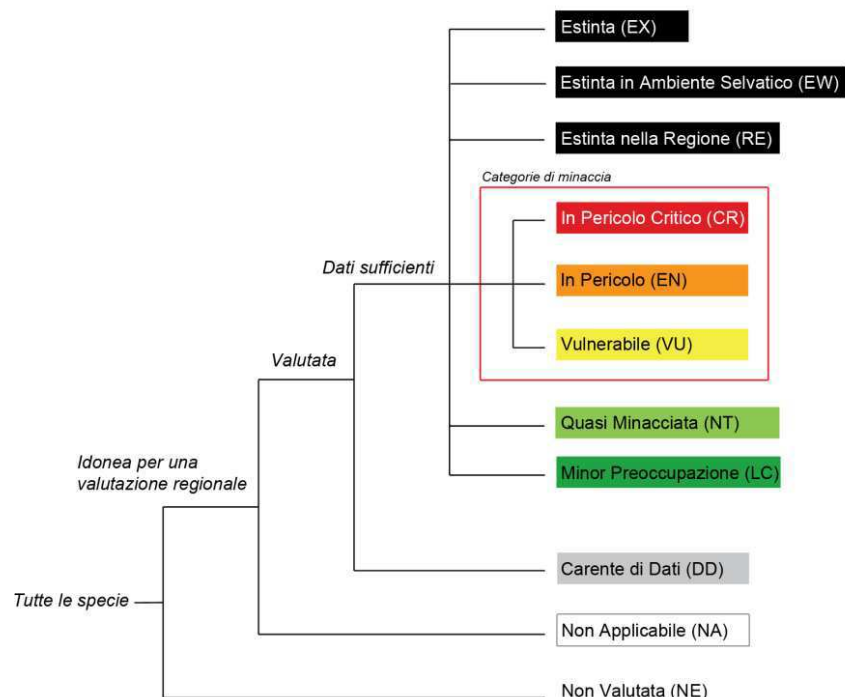 Estinta (EX)
Estinta in Ambiente Selvatico (EW)
Estinta nella Regione (RE)
Categorie di minaccia
In Pericolo Critico (CR)
Dati sufficienti
In Pericolo (EN)
Vulnerabile (VU)
Valutata
Quasi Minacciata (NT)
Idonea per una
valutazione regionale
Minor Preoccupazione (LC)
Carente di Dati (DD)
Tutte le specie
Non Applicabile (NA)
Non Valutata (NE)